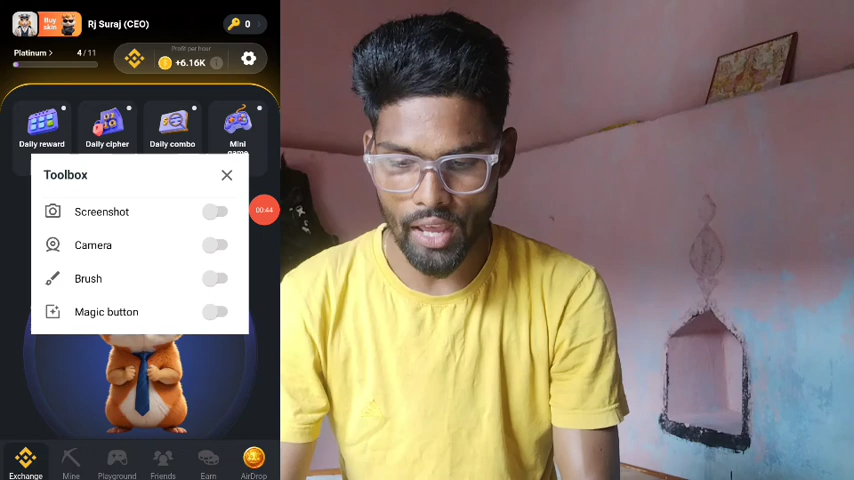 Buy
skin
Rj Suraj (CEO)
0
Platinum >
4 / 11
Profit per hour
+6.16K
Daily reward
Daily cipher
Daily combo
Mini
game
Toolbox
00:44
Screenshot
Camera
Brush
Magic button
Exchange
Mine
Playground
Friends
Earn
AirDrop